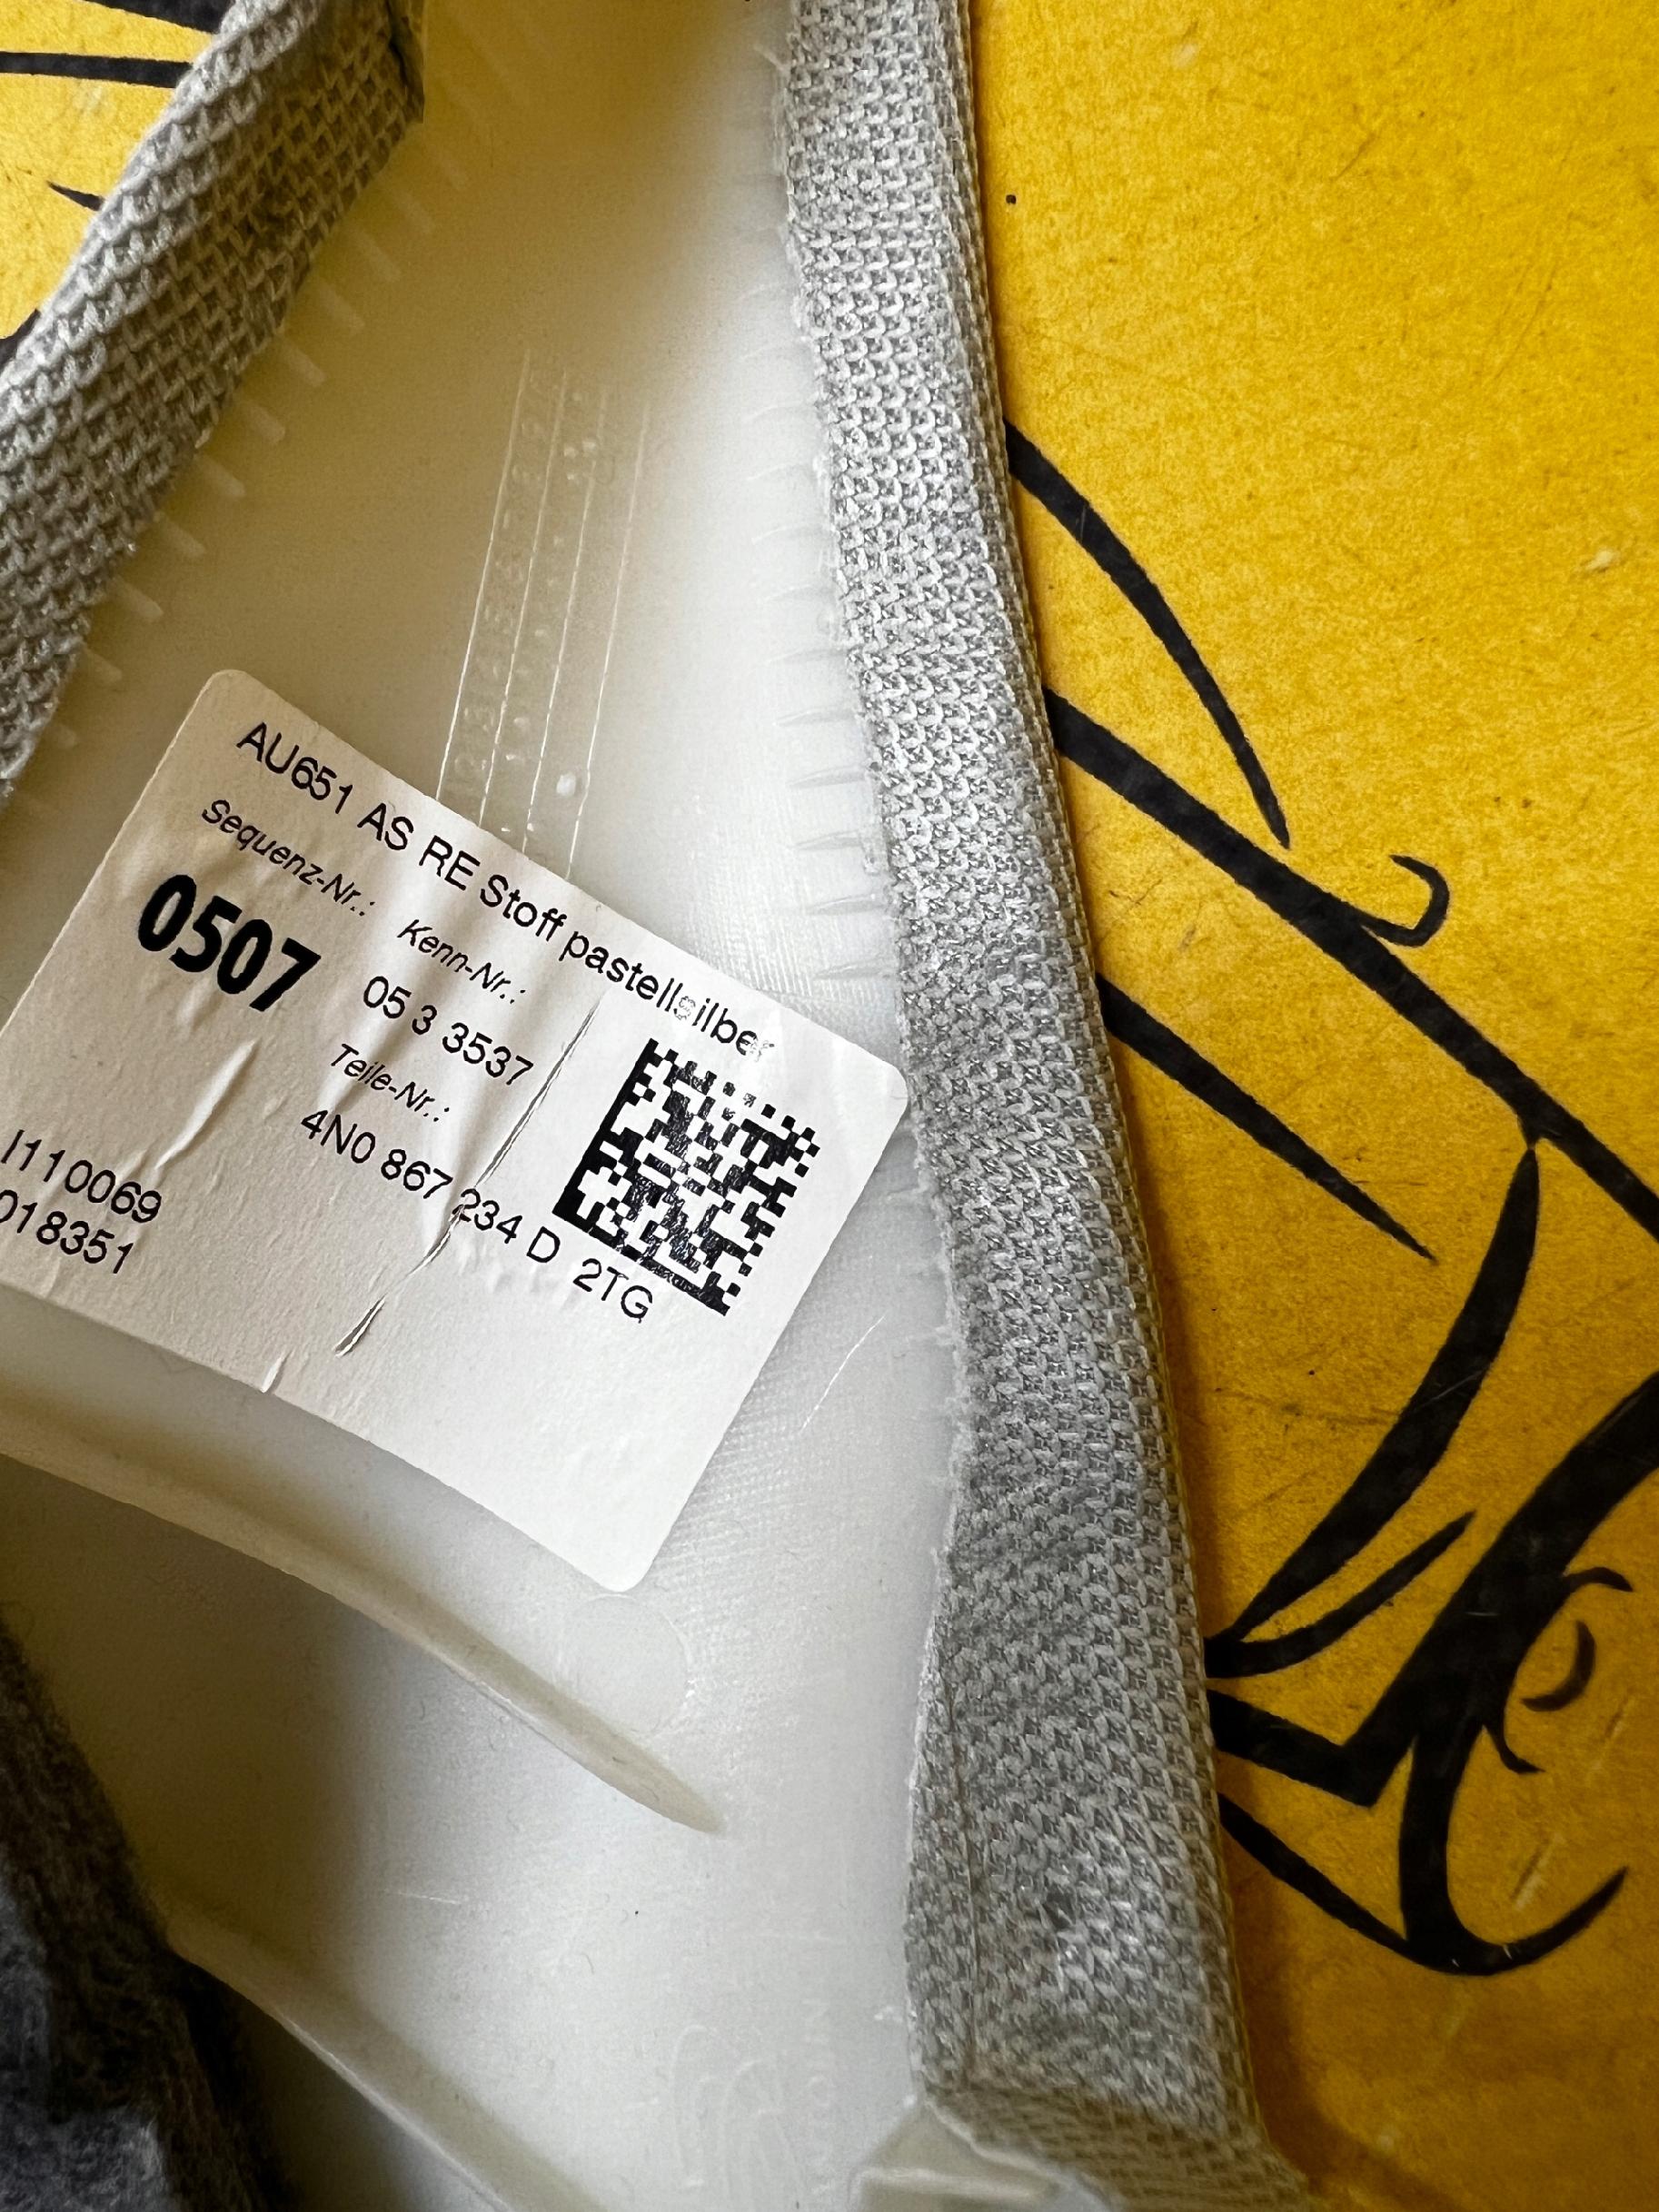 AU651 AS RE Stoff pastellsilber
Sequenz-Nr.: Kenn-Nr.:
0507 05 3 3537
Teile-Nr.:
4N0 867 234 D 2TG
I110069
018351